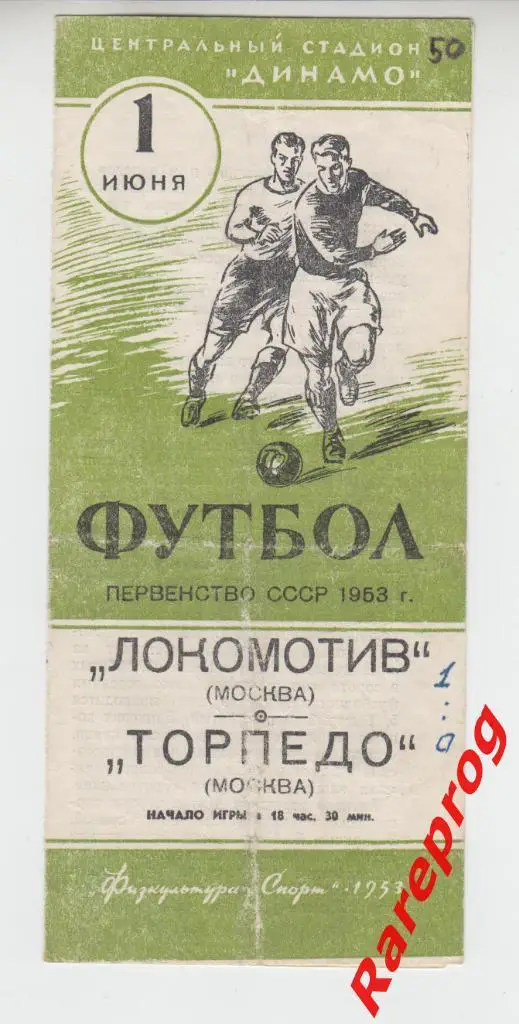 ЦЕНТРАЛЬНЫЙ СТАДИОН
„ДИНАМО"
50
1
ИЮНЯ
ФУТБОЛ
ПЕРВЕНСТВО СССР 1953 г.
„ЛОКОМОТИВ"
(МОСКВА)
„ТОРПЕДО"
(МОСКВА)
1:0
НАЧАЛО ИГРЫ в 18 час. 30 мин.
„Физкультура и Спорт" · 1953
Rareprog